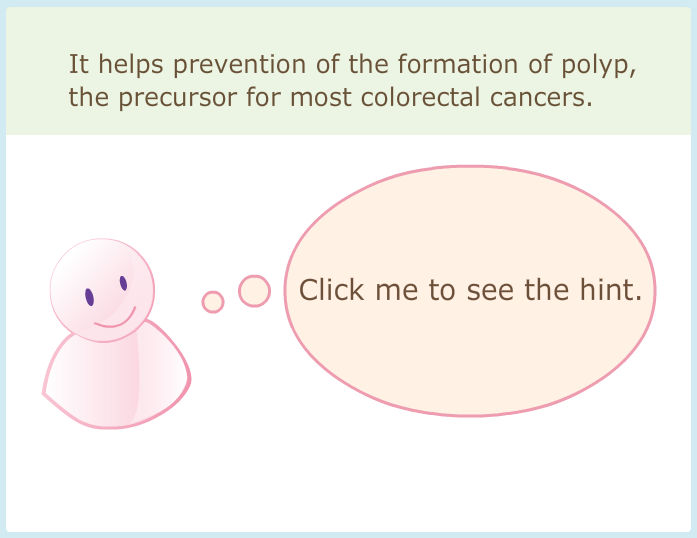 It helps prevention of the formation of polyp,
the precursor for most colorectal cancers.
Click me to see the hint.